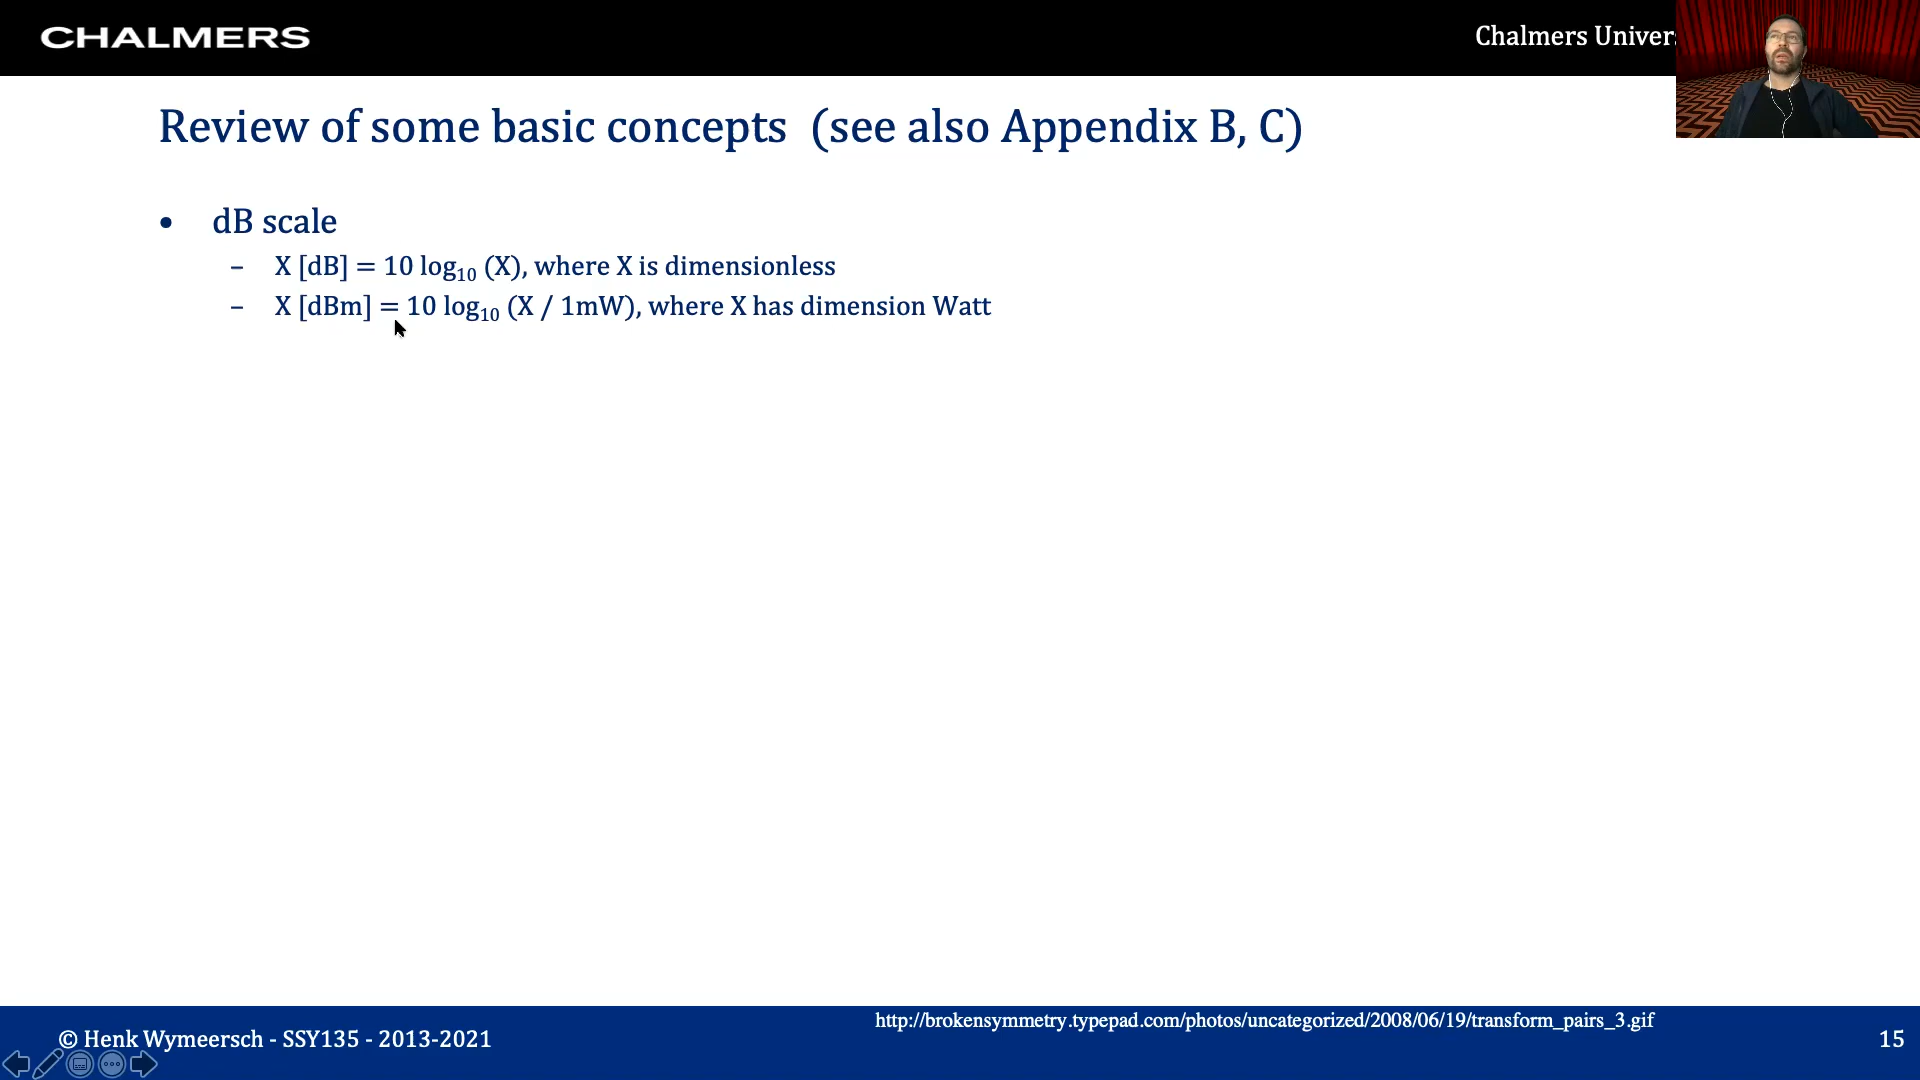 CHALMERS
Chalmers Univers
Review of some basic concepts (see also Appendix B, C)
• dB scale
– X [dB] = 10 log₁₀ (X), where X is dimensionless
– X [dBm] = 10 log₁₀ (X / 1mW), where X has dimension Watt
http://brokensymmetry.typepad.com/photos/uncategorized/2008/06/19/transform_pairs_3.gif
© Henk Wymeersch - SSY135 - 2013-2021
15